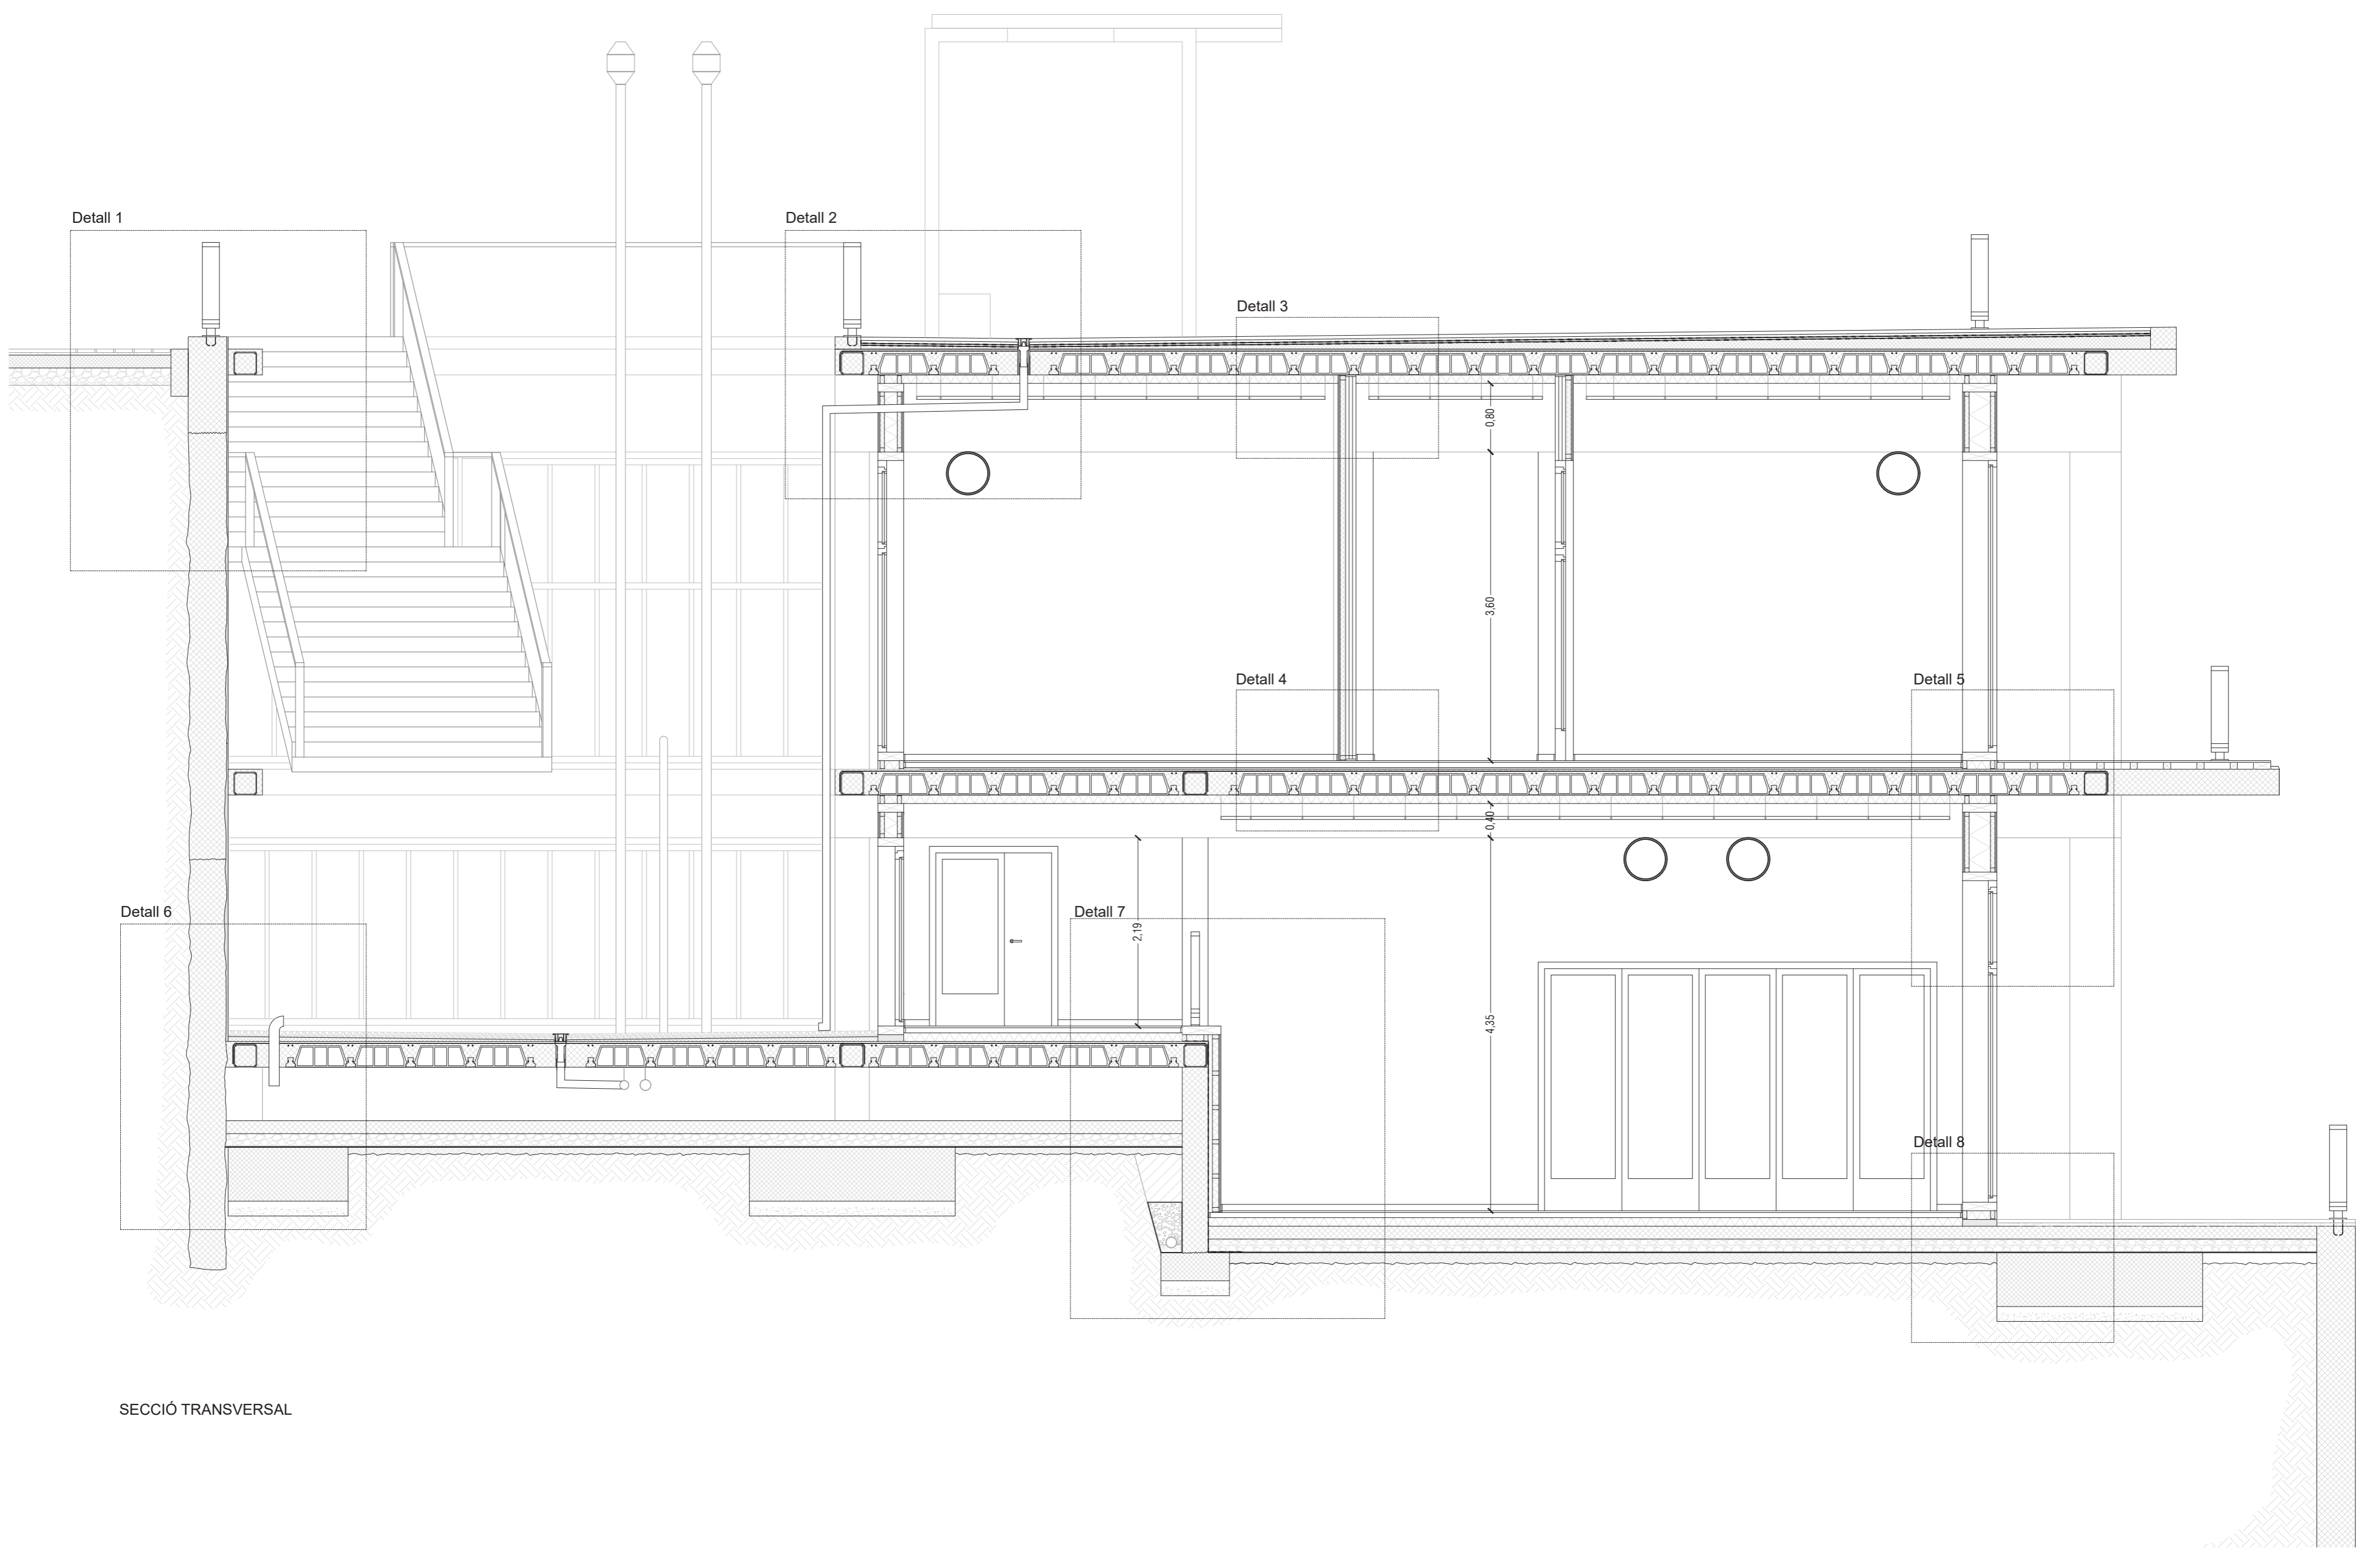 Detall 1
Detall 2
Detall 3
0,80
3,60
Detall 4
Detall 5
0,40
Detall 6
Detall 7
2,19
4,35
Detall 8
SECCIÓ TRANSVERSAL